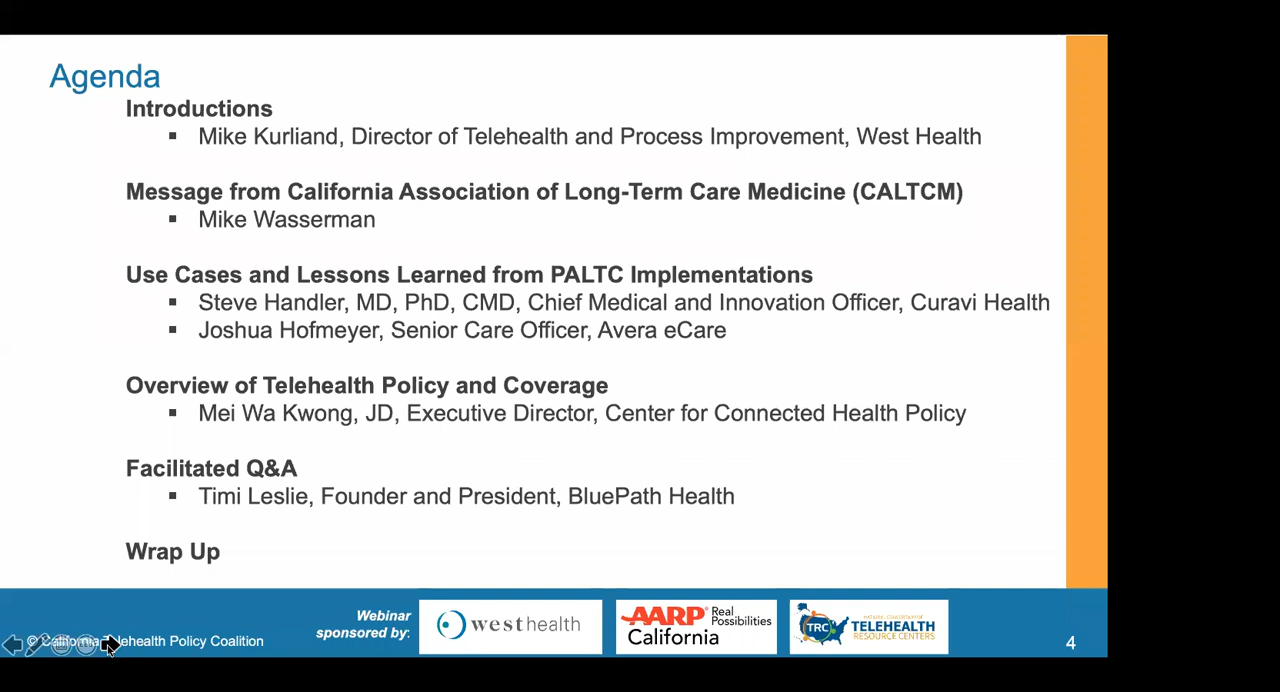 Agenda
Introductions
▪ Mike Kurliand, Director of Telehealth and Process Improvement, West Health
Message from California Association of Long-Term Care Medicine (CALTCM)
▪ Mike Wasserman
Use Cases and Lessons Learned from PALTC Implementations
▪ Steve Handler, MD, PhD, CMD, Chief Medical and Innovation Officer, Curavi Health
▪ Joshua Hofmeyer, Senior Care Officer, Avera eCare
Overview of Telehealth Policy and Coverage
▪ Mei Wa Kwong, JD, Executive Director, Center for Connected Health Policy
Facilitated Q&A
▪ Timi Leslie, Founder and President, BluePath Health
Wrap Up
© California Telehealth Policy Coalition
Webinar
sponsored by:
westhealth
AARP® Real
Possibilities
California
TRC
NATIONAL CONSORTIUM OF
TELEHEALTH
RESOURCE CENTERS
4